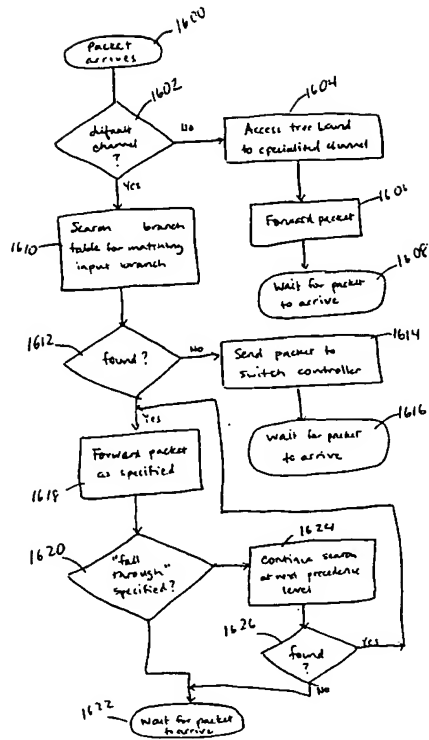 1600
Packet
arrives
1602
default
channel
?
No
Yes
1604
Access tree bound
to specialized channel
1606
Forward packet
1608
Wait for packet
to arrive
1610
Search branch
table for matching
input branch
1612
found?
No
Yes
1614
Send packet to
switch controller
1616
Wait for packet
to arrive
1618
Forward packet
as specified
1620
"fall
through"
specified?
1624
Continue search
at next precedence
level
1626
found
?
Yes
No
1622
Wait for packet
to arrive